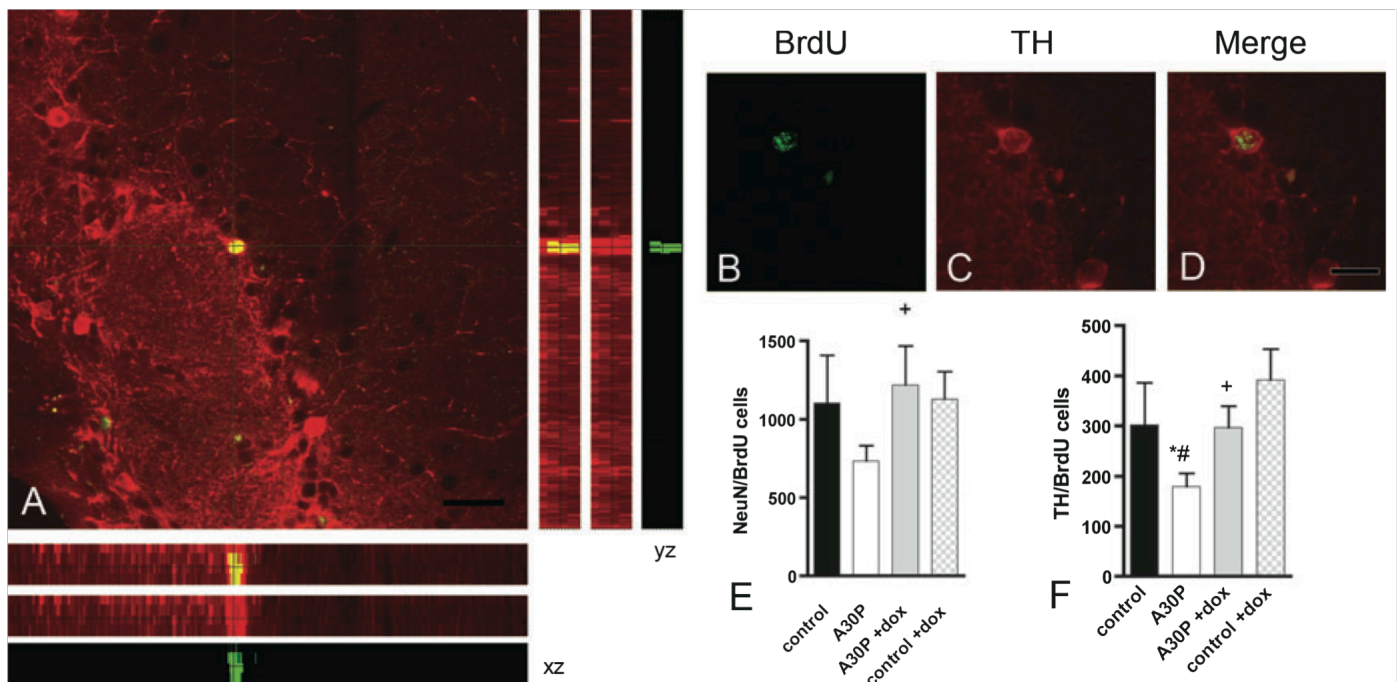 BrdU TH Merge
A
B
C
D
yz
xz
+
1500
1000
500
0
NeuN/BrdU cells
control
A30P
A30P +dox
control +dox
E
500
400
300
200
100
0
TH/BrdU cells
*#
+
control
A30P
A30P +dox
control +dox
F